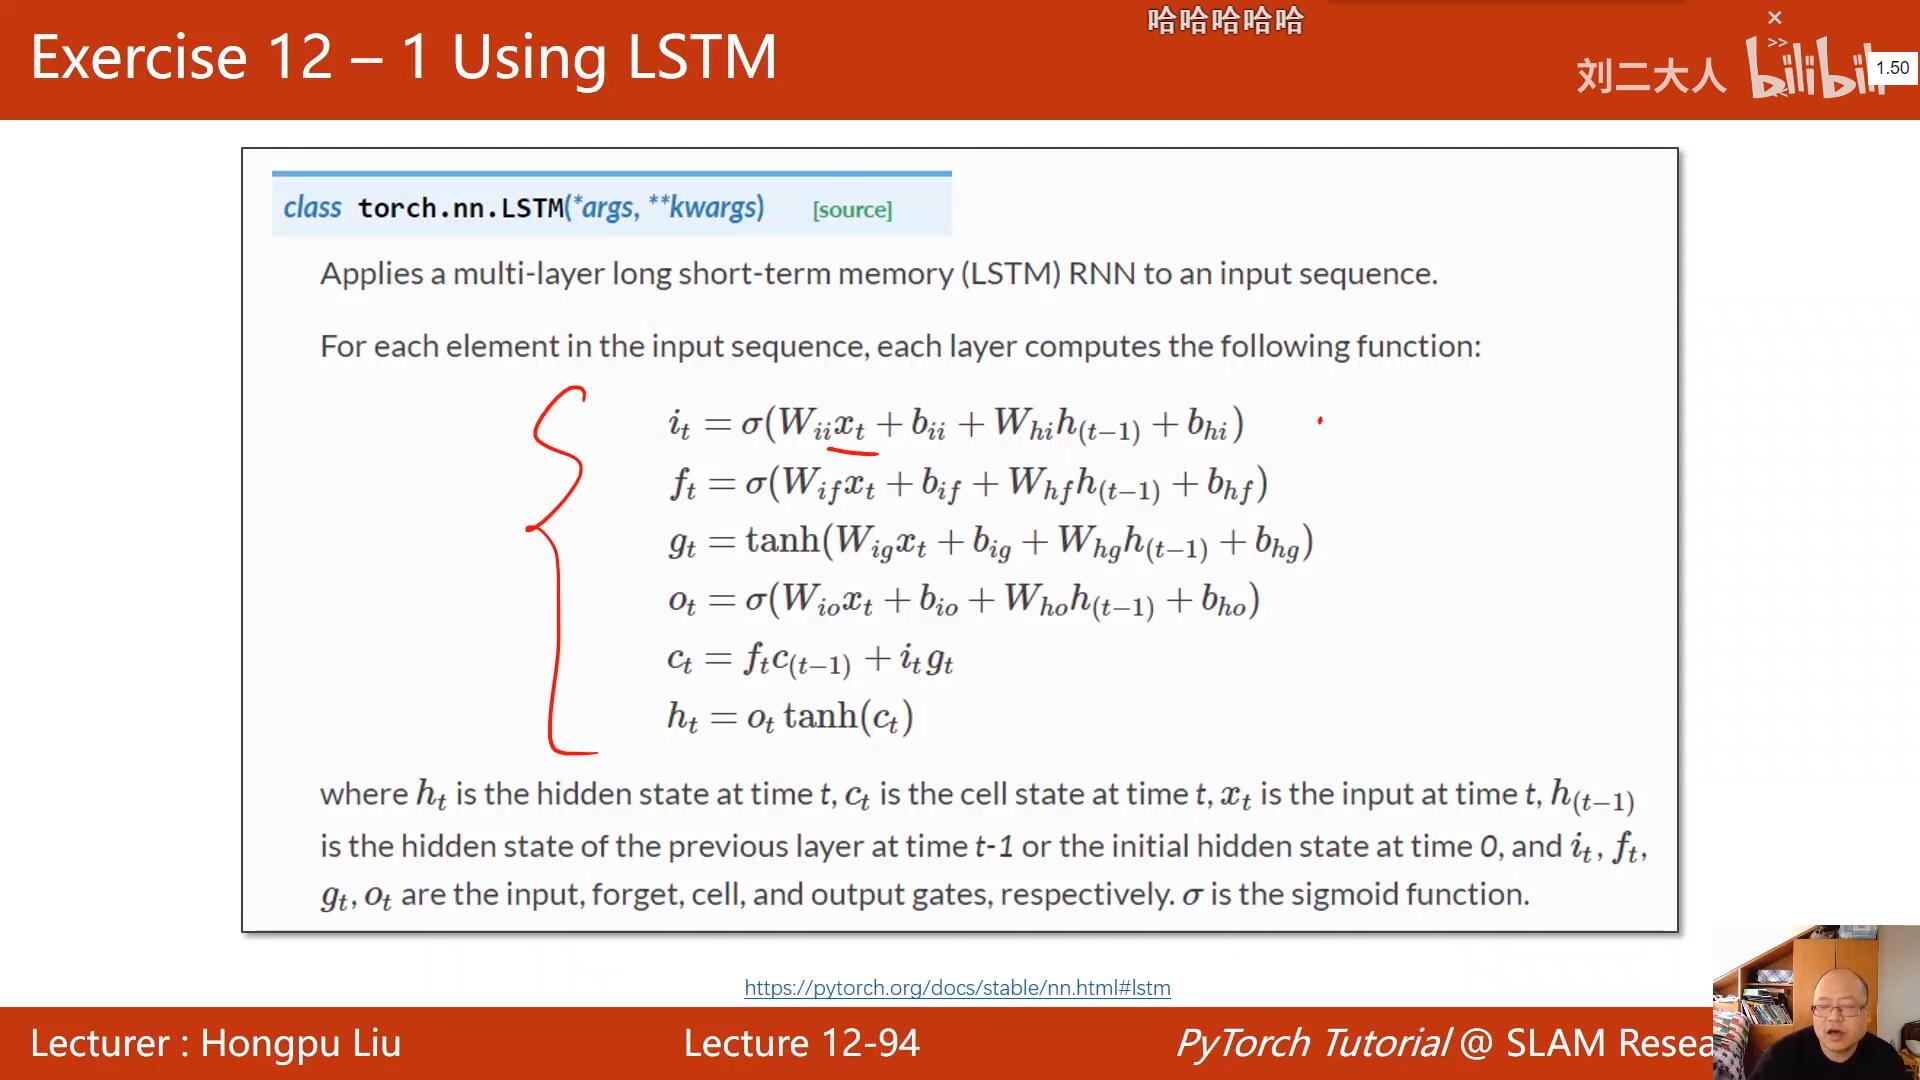 哈哈哈哈哈
Exercise 12 – 1 Using LSTM
刘二大人 bilibili
1.50
class torch.nn.LSTM(*args, **kwargs) [source]
Applies a multi-layer long short-term memory (LSTM) RNN to an input sequence.
For each element in the input sequence, each layer computes the following function:
i_t = σ(W_{ii}x_t + b_{ii} + W_{hi}h_{(t−1)} + b_{hi})
f_t = σ(W_{if}x_t + b_{if} + W_{hf}h_{(t−1)} + b_{hf})
g_t = tanh(W_{ig}x_t + b_{ig} + W_{hg}h_{(t−1)} + b_{hg})
o_t = σ(W_{io}x_t + b_{io} + W_{ho}h_{(t−1)} + b_{ho})
c_t = f_tc_{(t−1)} + i_tg_t
h_t = o_t tanh(c_t)
where h_t is the hidden state at time t, c_t is the cell state at time t, x_t is the input at time t, h_{(t−1)}
is the hidden state of the previous layer at time t-1 or the initial hidden state at time 0, and i_t, f_t,
g_t, o_t are the input, forget, cell, and output gates, respectively. σ is the sigmoid function.
https://pytorch.org/docs/stable/nn.html#lstm
Lecturer : Hongpu Liu Lecture 12-94 PyTorch Tutorial @ SLAM Resea